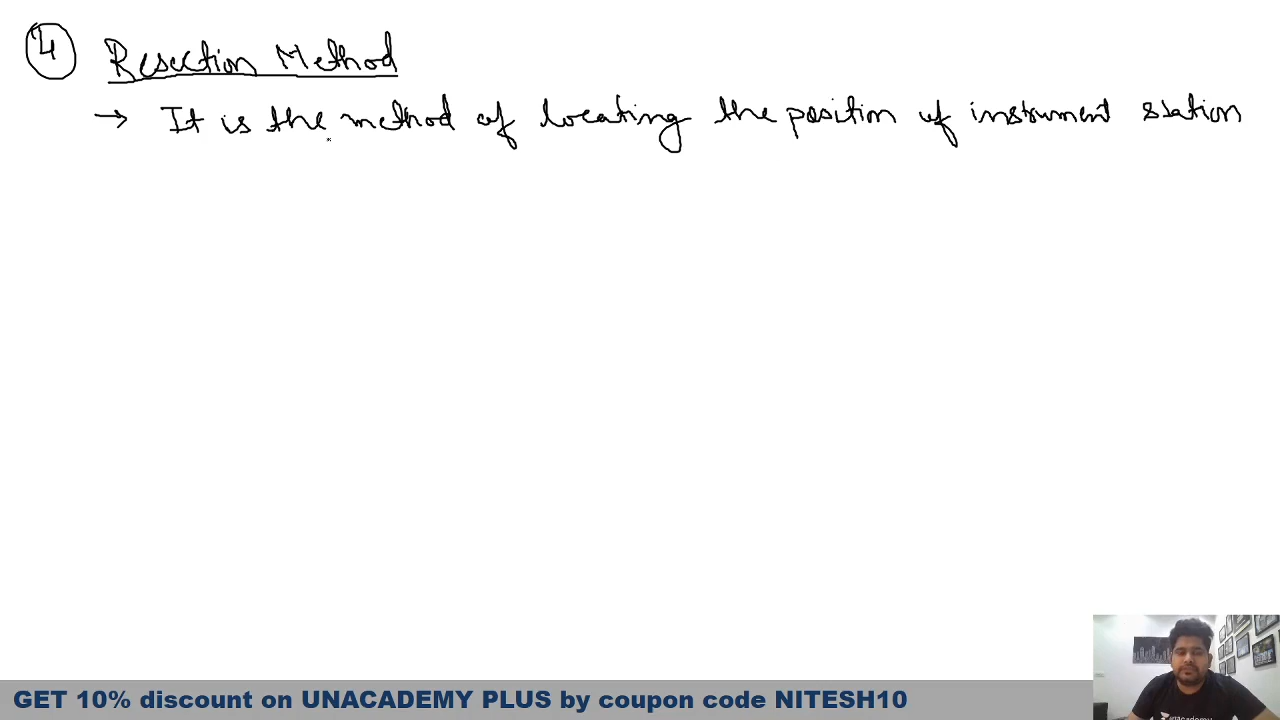 4 Resection Method
→ It is the method of locating the position of instrument station
GET 10% discount on UNACADEMY PLUS by coupon code NITESH10
unacademy